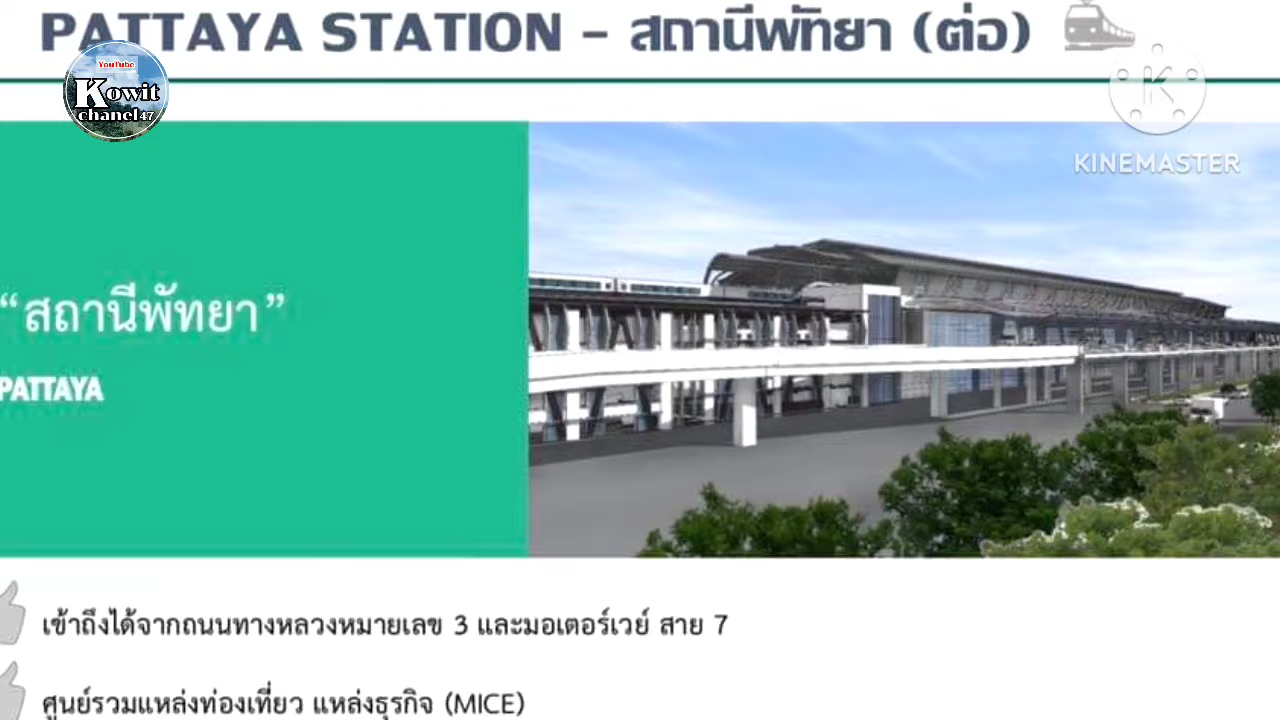 PATTAYA STATION – สถานีพัทยา (ต่อ)
YouTube
Kowit
chanel47
K
KINEMASTER
“สถานีพัทยา”
PATTAYA
เข้าถึงได้จากถนนทางหลวงหมายเลข 3 และมอเตอร์เวย์ สาย 7
ศูนย์รวมแหล่งท่องเที่ยว แหล่งธุรกิจ (MICE)